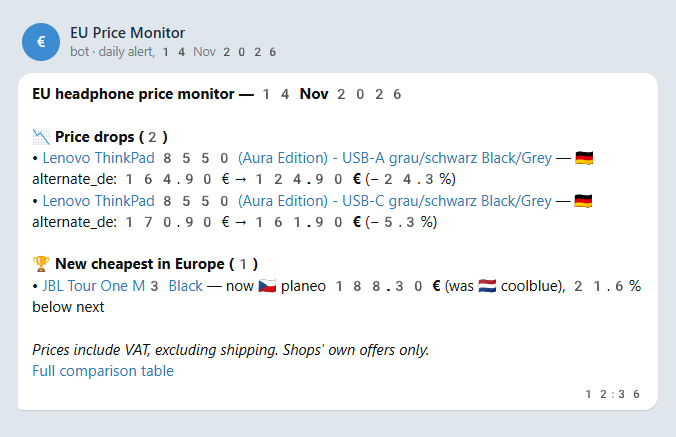 €
EU Price Monitor
bot · daily alert, 14 Nov 2026
EU headphone price monitor — 14 Nov 2026
📉 Price drops (2)
• Lenovo ThinkPad 8550 (Aura Edition) - USB-A grau/schwarz Black/Grey — 🇩🇪
alternate_de: 164.90 € → 124.90 € (−24.3%)
• Lenovo ThinkPad 8550 (Aura Edition) - USB-C grau/schwarz Black/Grey — 🇩🇪
alternate_de: 170.90 € → 161.90 € (−5.3%)
🏆 New cheapest in Europe (1)
• JBL Tour One M3 Black — now 🇨🇿 planeo 188.30 € (was 🇳🇱 coolblue), 21.6%
below next
Prices include VAT, excluding shipping. Shops' own offers only.
Full comparison table
12:36